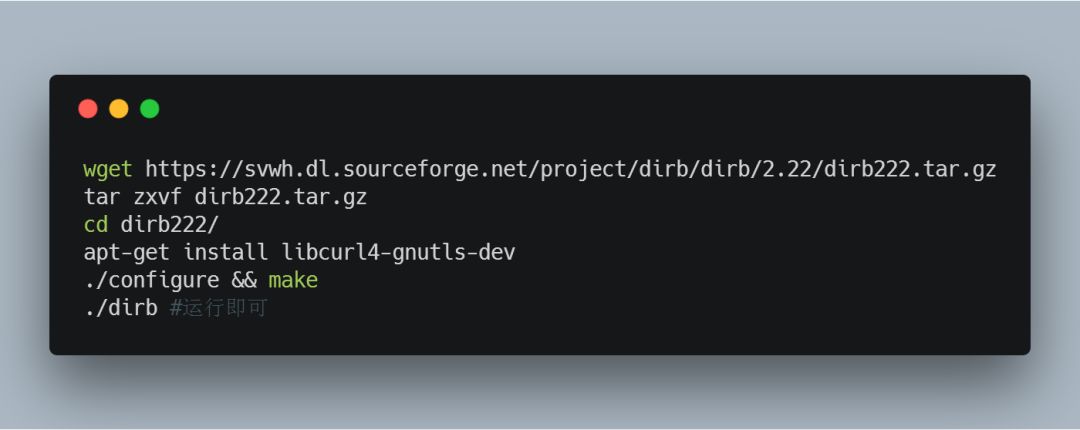 wget https://svwh.dl.sourceforge.net/project/dirb/dirb/2.22/dirb222.tar.gz
tar zxvf dirb222.tar.gz
cd dirb222/
apt-get install libcurl4-gnutls-dev
./configure && make
./dirb #运行即可